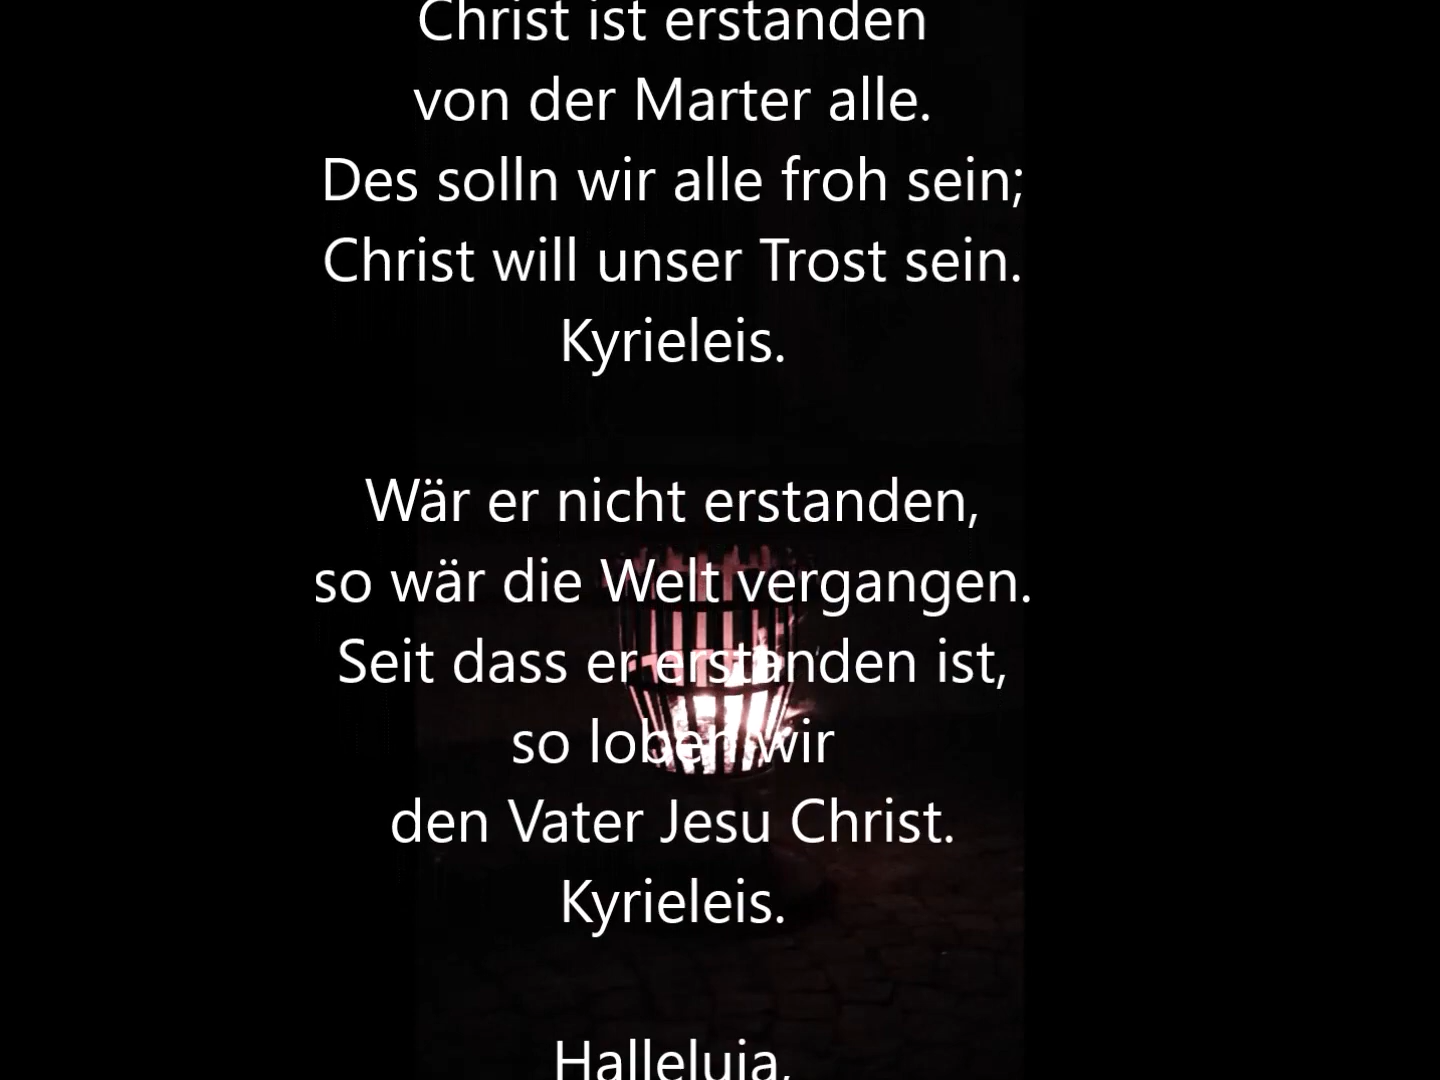 Christ ist erstanden
von der Marter alle.
Des solln wir alle froh sein;
Christ will unser Trost sein.
Kyrieleis.
Wär er nicht erstanden,
so wär die Welt vergangen.
Seit dass er erstanden ist,
so loben wir
den Vater Jesu Christ.
Kyrieleis.
Halleluja,